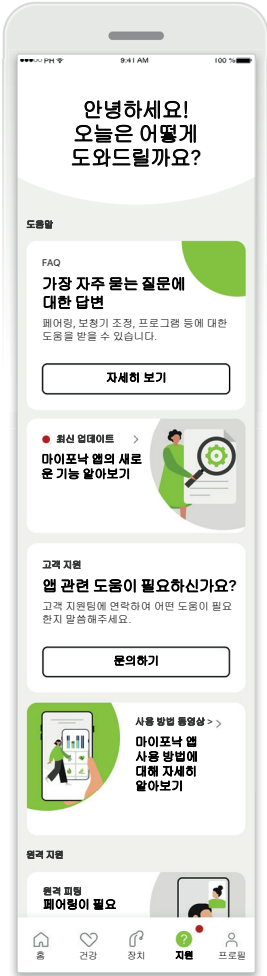 PH 9:41 AM 100 %
안녕하세요!
오늘은 어떻게
도와드릴까요?
도움말
FAQ
가장 자주 묻는 질문에
대한 답변
페어링, 보청기 조정, 프로그램 등에 대한
도움을 받을 수 있습니다.
자세히 보기
최신 업데이트 >
마이포낙 앱의 새로
운 기능 알아보기
고객 지원
앱 관련 도움이 필요하신가요?
고객 지원팀에 연락하여 어떤 도움이 필요
한지 말씀해주세요.
문의하기
사용 방법 동영상 > >
마이포낙 앱
사용 방법에
대해 자세히
알아보기
원격 지원
원격 피팅
페어링이 필요
홈 건강 장치 지원 프로필